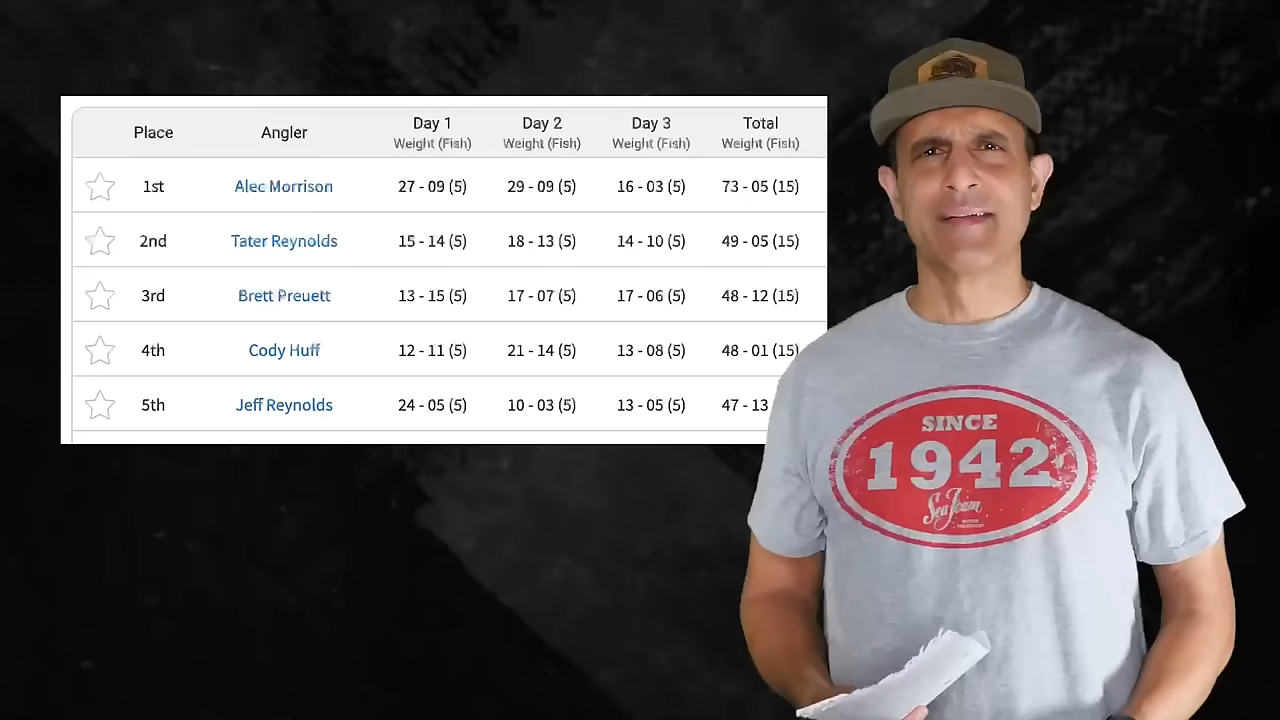 Place Angler Day 1 Day 2 Day 3 Total
Weight (Fish) Weight (Fish) Weight (Fish) Weight (Fish)
1st Alec Morrison 27 - 09 (5) 29 - 09 (5) 16 - 03 (5) 73 - 05 (15)
2nd Tater Reynolds 15 - 14 (5) 18 - 13 (5) 14 - 10 (5) 49 - 05 (15)
3rd Brett Preuett 13 - 15 (5) 17 - 07 (5) 17 - 06 (5) 48 - 12 (15)
4th Cody Huff 12 - 11 (5) 21 - 14 (5) 13 - 08 (5) 48 - 01 (15)
5th Jeff Reynolds 24 - 05 (5) 10 - 03 (5) 13 - 05 (5) 47 - 13
SINCE
1942
Sea Foam
MOTOR
TREATMENT